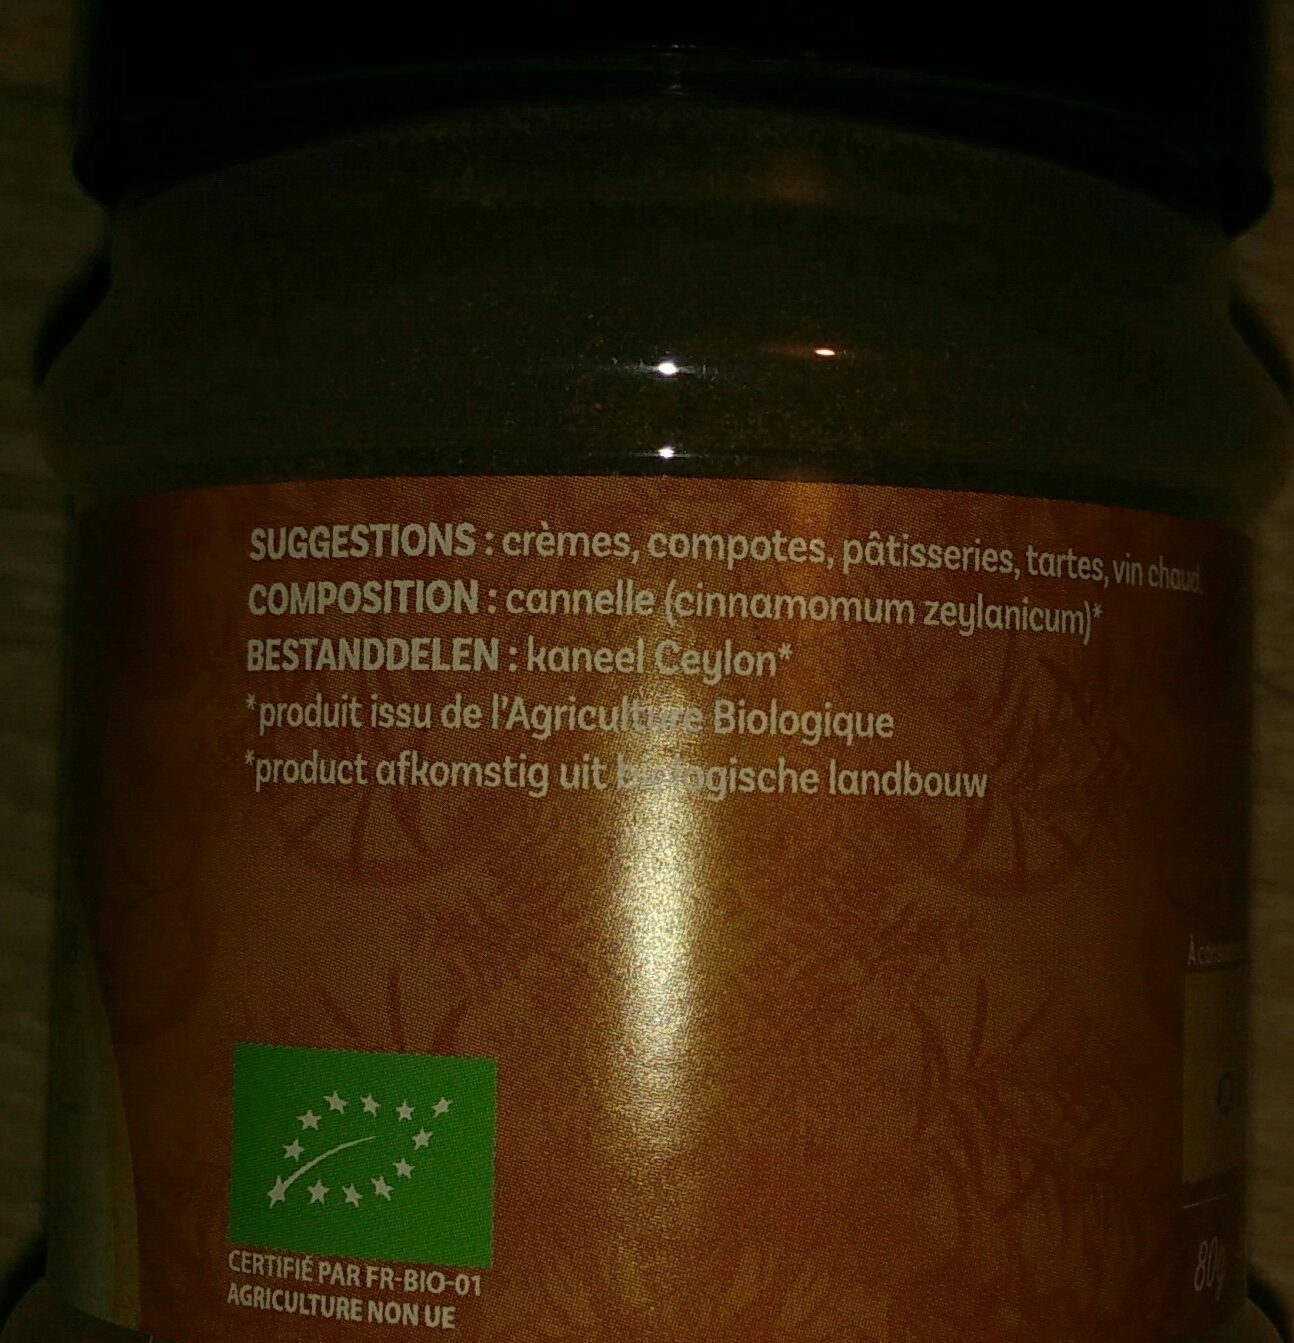 SUGGESTIONS : crèmes, compotes, pâtisseries, tartes, vin chaud.
COMPOSITION : cannelle (cinnamomum zeylanicum)*
BESTANDDELEN : kaneel Ceylon*
*produit issu de l'Agriculture Biologique
*product afkomstig uit biologische landbouw
À
80g
CERTIFIÉ PAR FR-BIO-01
AGRICULTURE NON UE